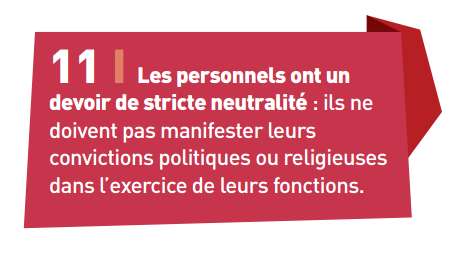 11 | Les personnels ont un
devoir de stricte neutralité : ils ne
doivent pas manifester leurs
convictions politiques ou religieuses
dans l’exercice de leurs fonctions.